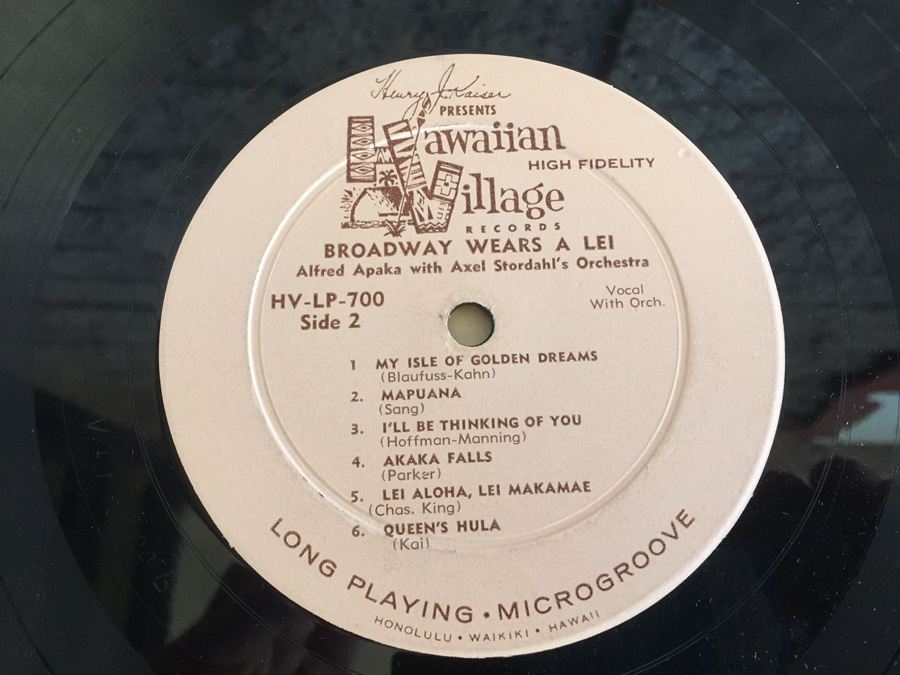 Henry J. Kaiser
PRESENTS
Hawaiian
HIGH FIDELITY
Village
RECORDS
BROADWAY WEARS A LEI
Alfred Apaka with Axel Stordahl's Orchestra
HV-LP-700
Side 2
Vocal
With Orch.
1 MY ISLE OF GOLDEN DREAMS
(Blaufuss-Kahn)
2. MAPUANA
(Sang)
3. I'LL BE THINKING OF YOU
(Hoffman-Manning)
4. AKAKA FALLS
(Parker)
5. LEI ALOHA, LEI MAKAMAE
(Chas. King)
6. QUEEN'S HULA
(Kai)
LONG PLAYING • MICROGROOVE
HONOLULU • WAIKIKI • HAWAII